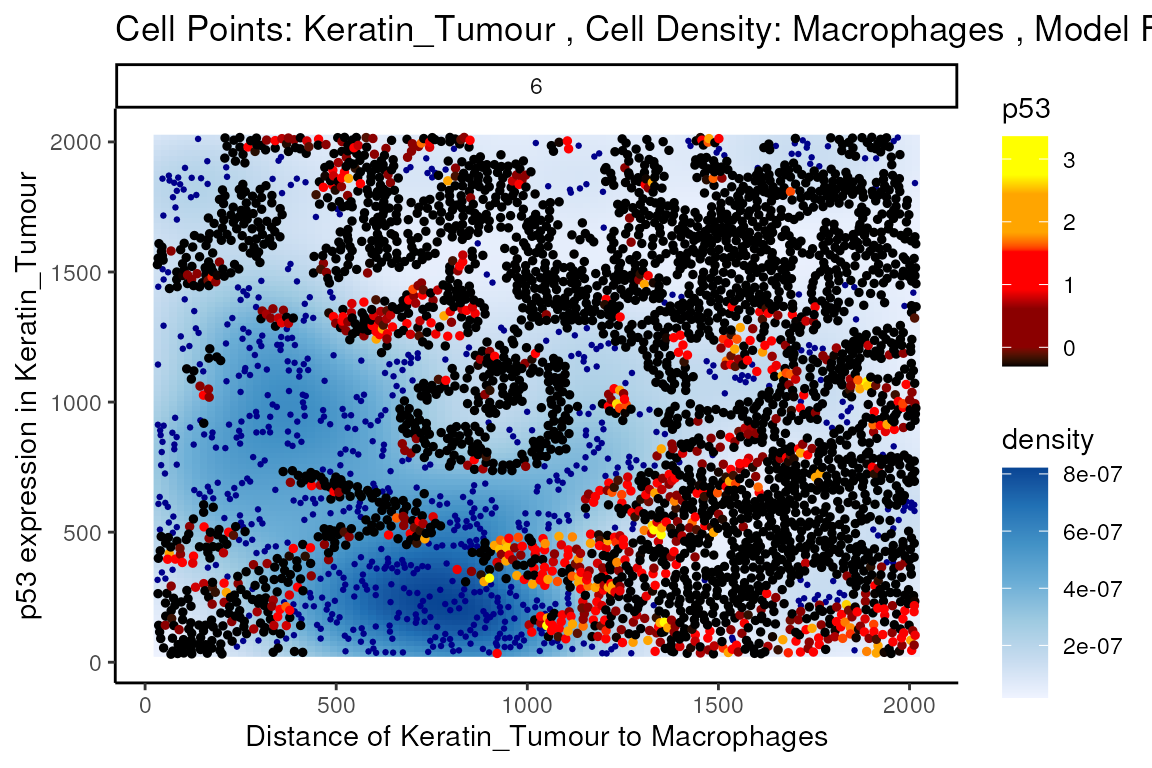 Cell Points: Keratin_Tumour , Cell Density: Macrophages , Model
6
p53 expression in Keratin_Tumour
2000
1500
1000
500
0
0 500 1000 1500 2000
Distance of Keratin_Tumour to Macrophages
p53
3
2
1
0
density
8e-07
6e-07
4e-07
2e-07